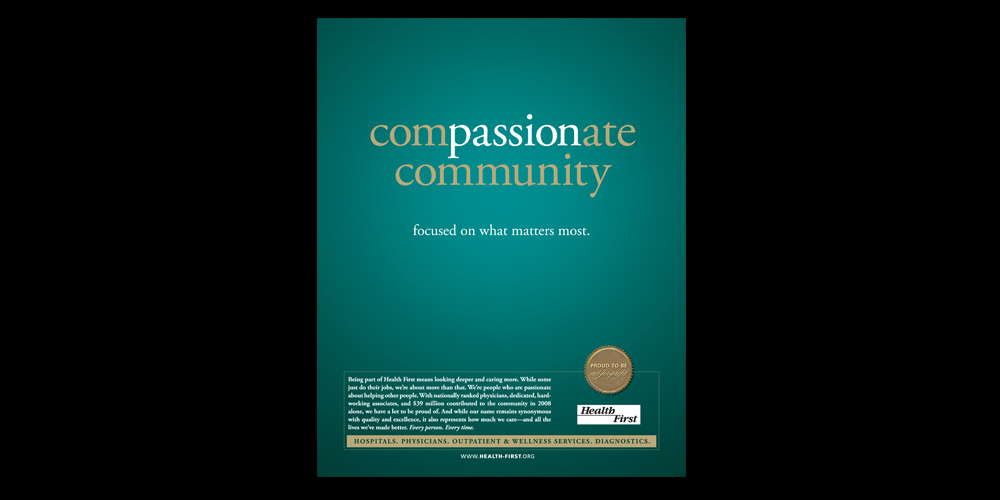 compassionate
community
focused on what matters most.
PROUD TO BE
nonprofit
Being part of Health First means looking deeper and caring more. While some
just do their jobs, we're about more than that. We're people who are passionate
about helping other people. With nationally ranked physicians, dedicated, hard-
working associates, and $39 million contributed to the community in 2008
alone, we have a lot to be proud of. And while our name remains synonymous
with quality and excellence, it also represents how much we care—and all the
lives we've made better. Every person. Every time.
Health
First
HOSPITALS. PHYSICIANS. OUTPATIENT & WELLNESS SERVICES. DIAGNOSTICS.
WWW.HEALTH-FIRST.ORG